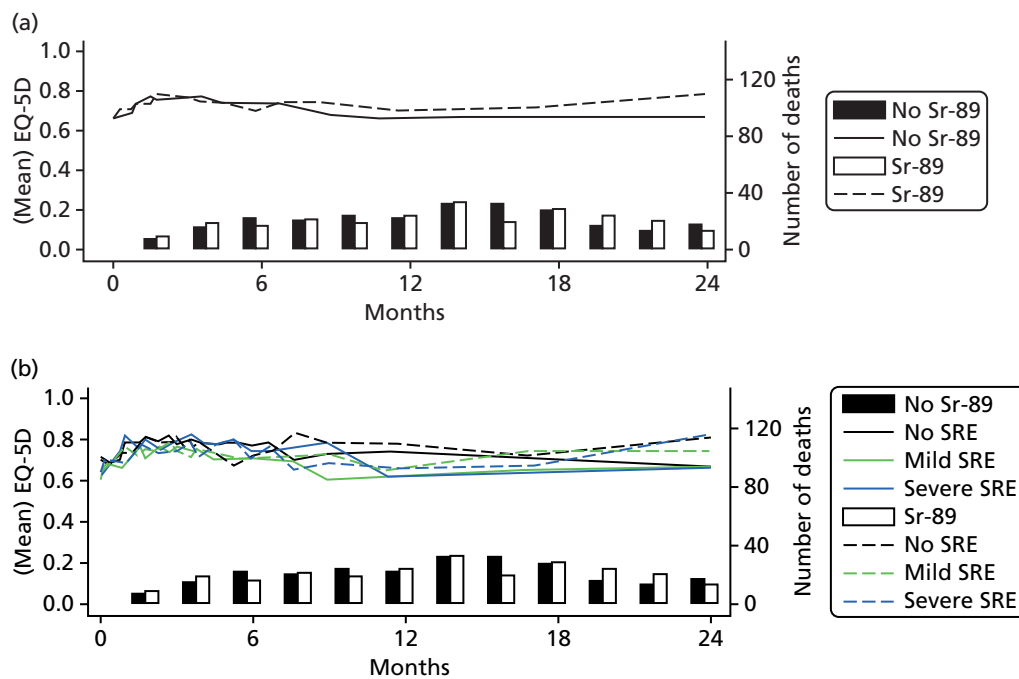 (a)
1.0
0.8
0.6
0.4
0.2
0.0
(Mean) EQ-5D
120
80
40
0
Number of deaths
0 6 12 18 24
Months
No Sr-89
No Sr-89
Sr-89
Sr-89
(b)
1.0
0.8
0.6
0.4
0.2
0.0
(Mean) EQ-5D
120
80
40
0
Number of deaths
0 6 12 18 24
Months
No Sr-89
No SRE
Mild SRE
Severe SRE
Sr-89
No SRE
Mild SRE
Severe SRE